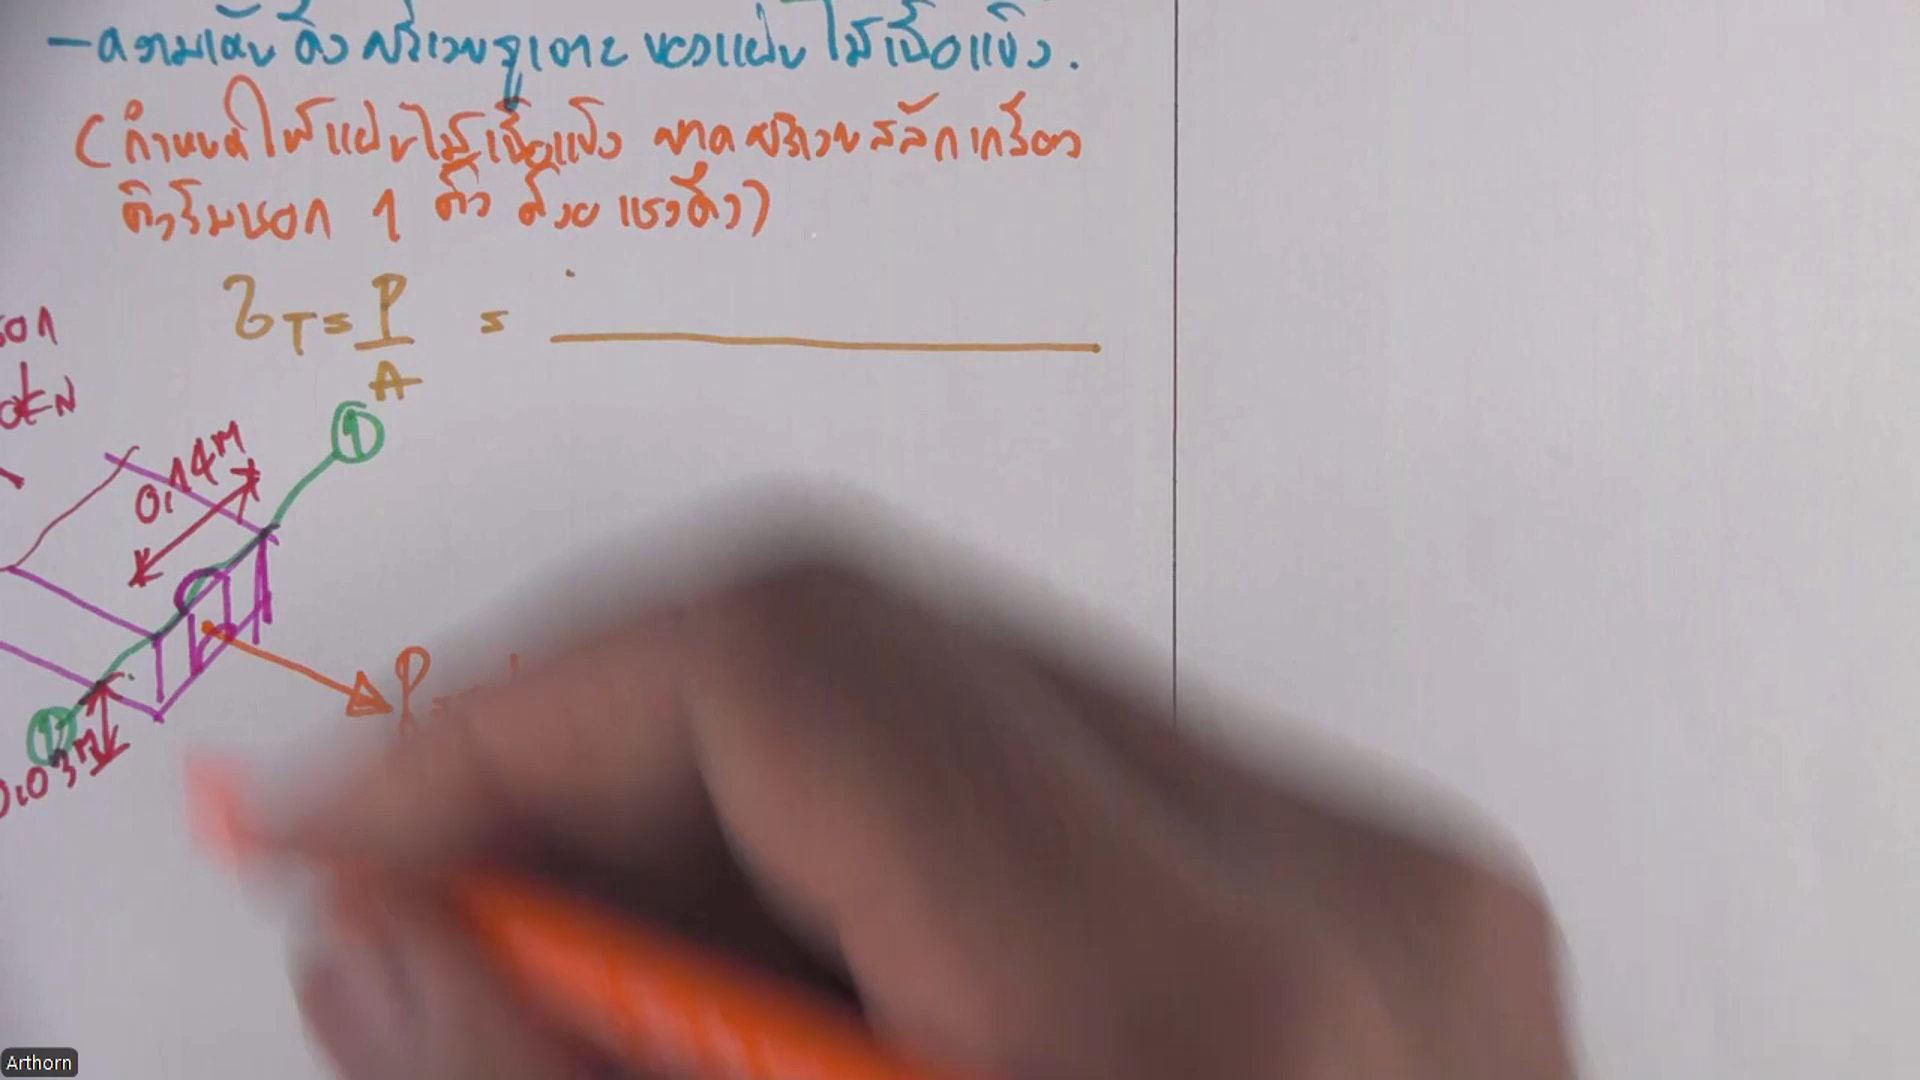 - ความเค้นดึงบริเวณรูเจาะของแผ่นไม้เนื้อแข็ง.
(กำหนดให้แผ่นไม้เนื้อแข็ง ขาดบริเวณสลักเกลียว
ตัวริมนอก 1 ตัว ด้วยแรงดึง)
σT = P/A =
0.14 m
1
P
1
0.03 m
Arthorn